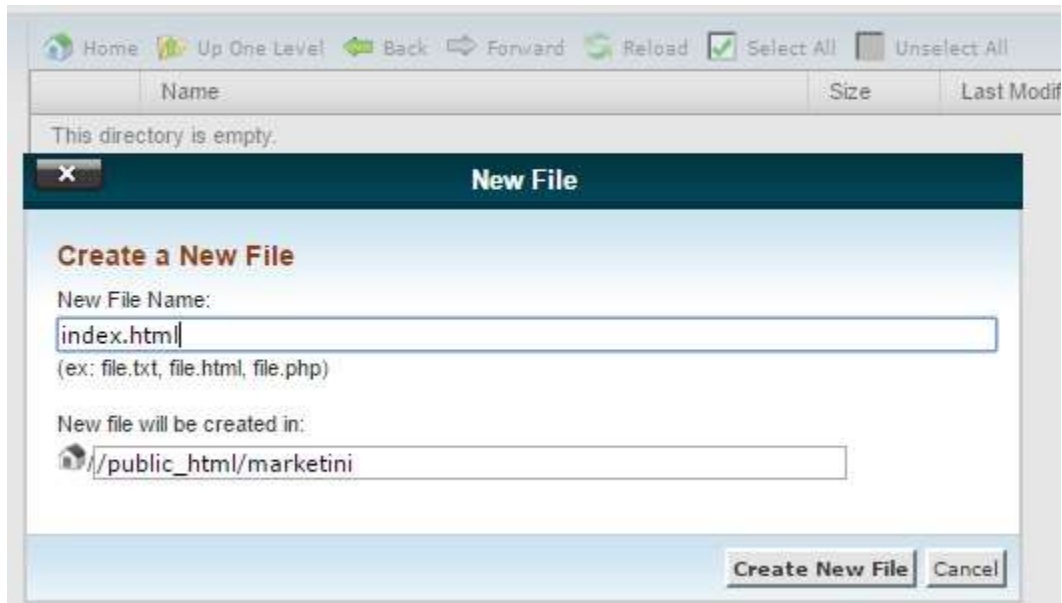 Home Up One Level Back Forward Reload Select All Unselect All
Name Size Last Modif
This directory is empty.
x New File
Create a New File
New File Name:
index.html
(ex: file.txt, file.html, file.php)
New file will be created in:
//public_html/marketini
Create New File Cancel